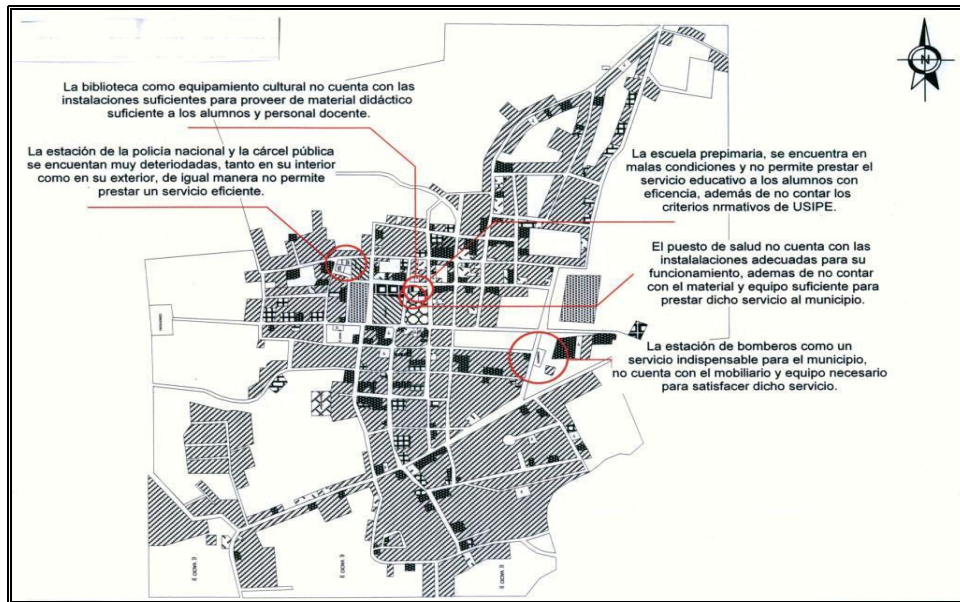 La biblioteca como equipamiento cultural no cuenta con las
instalaciones suficientes para proveer de material didáctico
suficiente a los alumnos y personal docente.
La estación de la policía nacional y la cárcel pública
se encuentan muy deteriodadas, tanto en su interior
como en su exterior, de igual manera no permite
prestar un servicio eficiente.
N
La escuela prepimaria, se encuentra en
malas condiciones y no permite prestar el
servicio educativo a los alumnos con
eficencia, además de no contar los
criterios nrmativos de USIPE.
El puesto de salud no cuenta con las
instalalaciones adecuadas para su
funcionamiento, ademas de no contar
con el material y equipo suficiente para
prestar dicho servicio al municipio.
La estación de bomberos como un
servicio indispensable para el municipio,
no cuenta con el mobiliario y equipo necesario
para satisfacer dicho servicio.